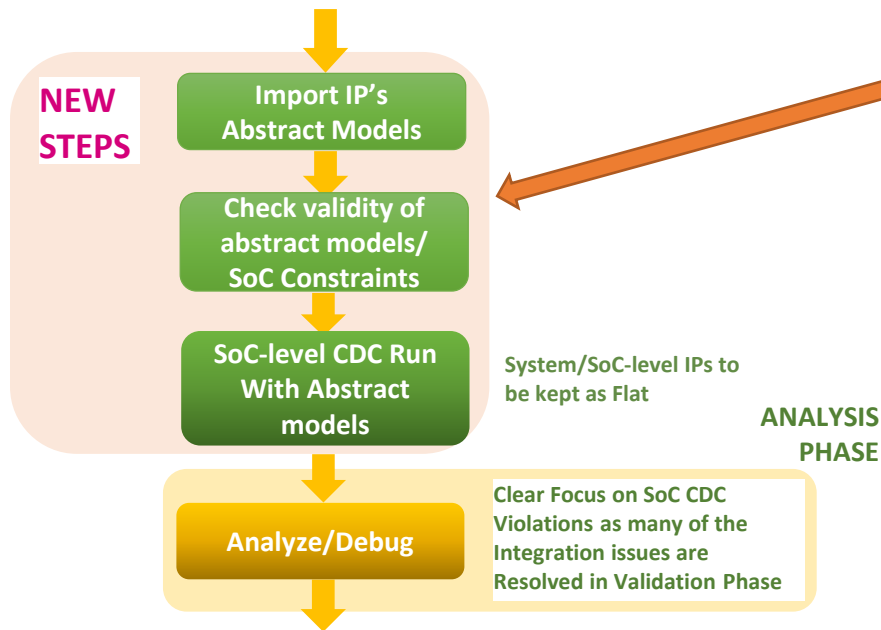 NEW
STEPS
Import IP's
Abstract Models
Check validity of
abstract models/
SoC Constraints
SoC-level CDC Run
With Abstract
models
System/SoC-level IPs to
be kept as Flat
ANALYSIS
PHASE
Analyze/Debug
Clear Focus on SoC CDC
Violations as many of the
Integration issues are
Resolved in Validation Phase